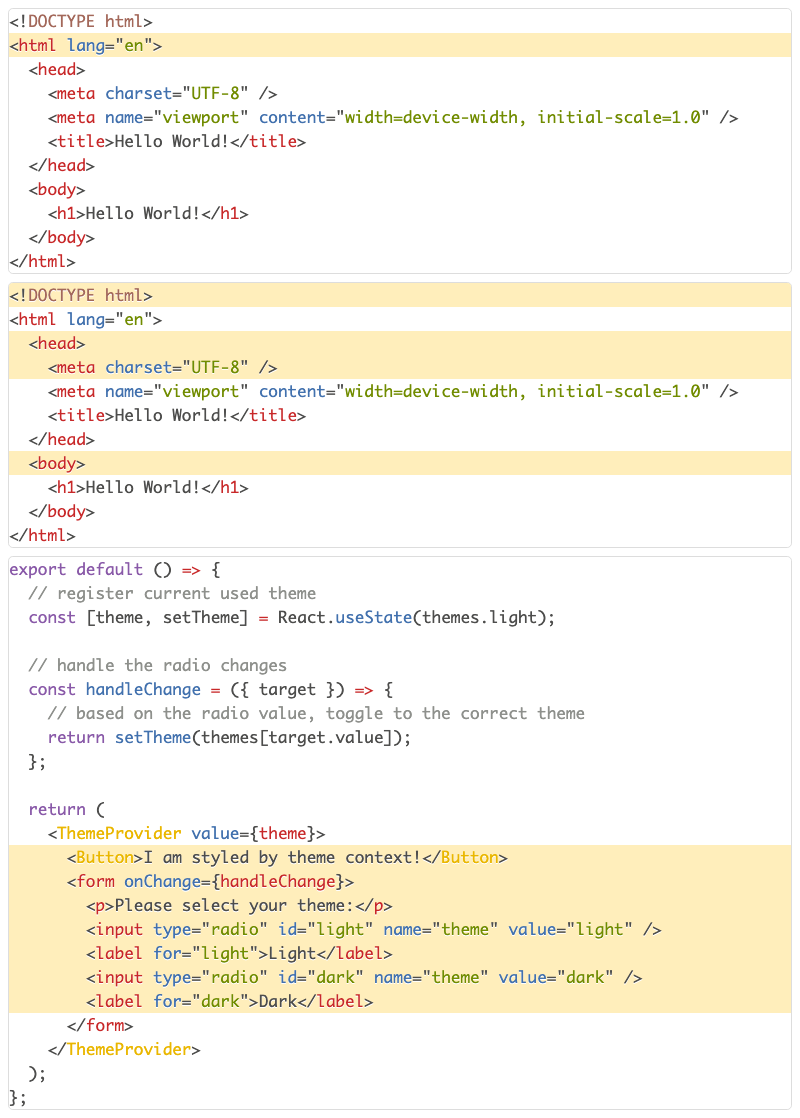 <!DOCTYPE html>
<html lang="en">
  <head>
    <meta charset="UTF-8" />
    <meta name="viewport" content="width=device-width, initial-scale=1.0" />
    <title>Hello World!</title>
  </head>
  <body>
    <h1>Hello World!</h1>
  </body>
</html>
<!DOCTYPE html>
<html lang="en">
  <head>
    <meta charset="UTF-8" />
    <meta name="viewport" content="width=device-width, initial-scale=1.0" />
    <title>Hello World!</title>
  </head>
  <body>
    <h1>Hello World!</h1>
  </body>
</html>
export default () => {
  // register current used theme
  const [theme, setTheme] = React.useState(themes.light);

  // handle the radio changes
  const handleChange = ({ target }) => {
    // based on the radio value, toggle to the correct theme
    return setTheme(themes[target.value]);
  };

  return (
    <ThemeProvider value={theme}>
      <Button>I am styled by theme context!</Button>
      <form onChange={handleChange}>
        <p>Please select your theme:</p>
        <input type="radio" id="light" name="theme" value="light" />
        <label for="light">Light</label>
        <input type="radio" id="dark" name="theme" value="dark" />
        <label for="dark">Dark</label>
      </form>
    </ThemeProvider>
  );
};